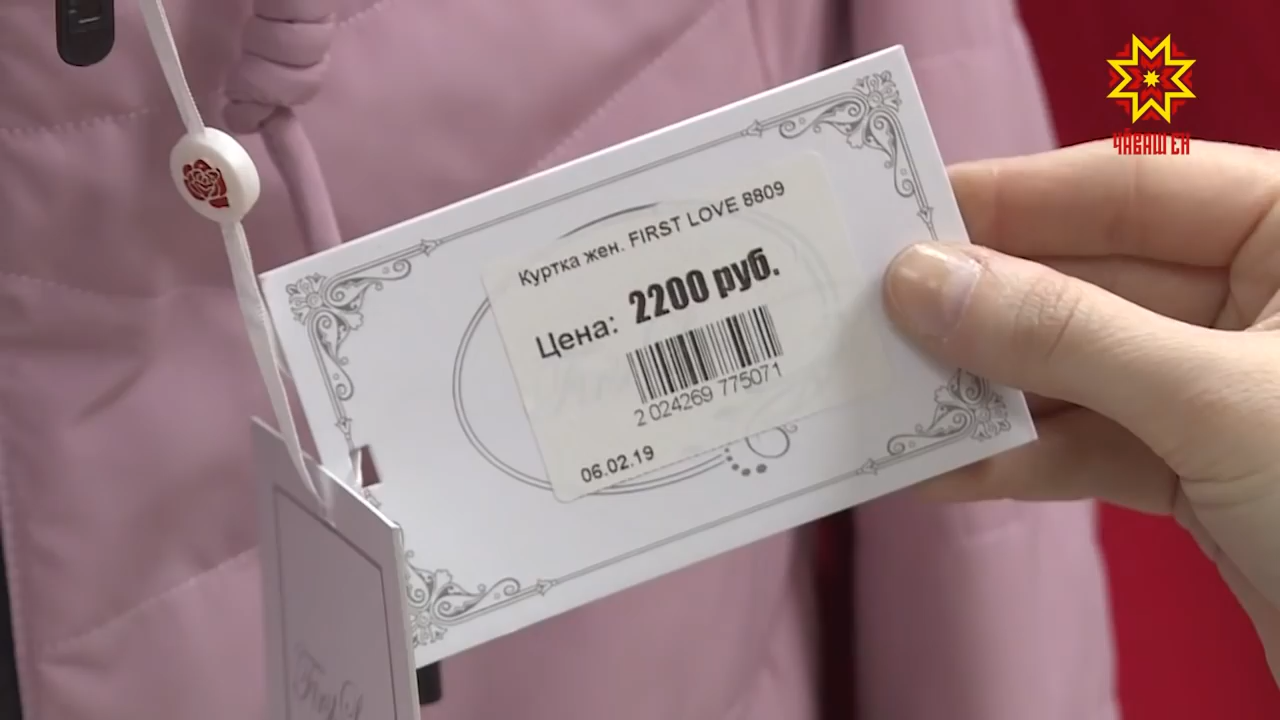 ЧĂВАШ ЕН
Куртка жен. FIRST LOVE 8809
Цена: 2200 руб.
2 024269 775071
06.02.19